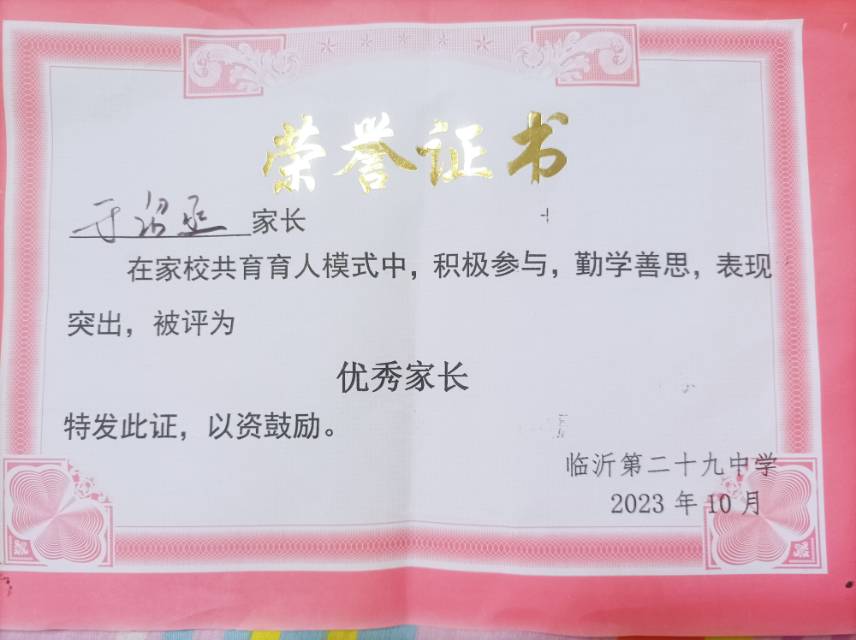 荣誉证书
于 家长
在家校共育育人模式中，积极参与，勤学善思，表现
突出，被评为
优秀家长
特发此证，以资鼓励。
临沂第二十九中学
2023 年 10 月